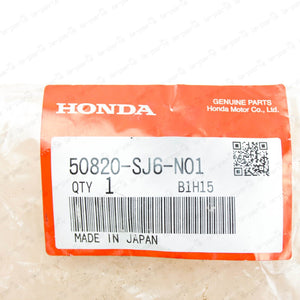 GENUINE PARTS
Honda Motor Co., Ltd.
HONDA
50820-SJ6-N01
QTY 1 B1H15
MADE IN JAPAN